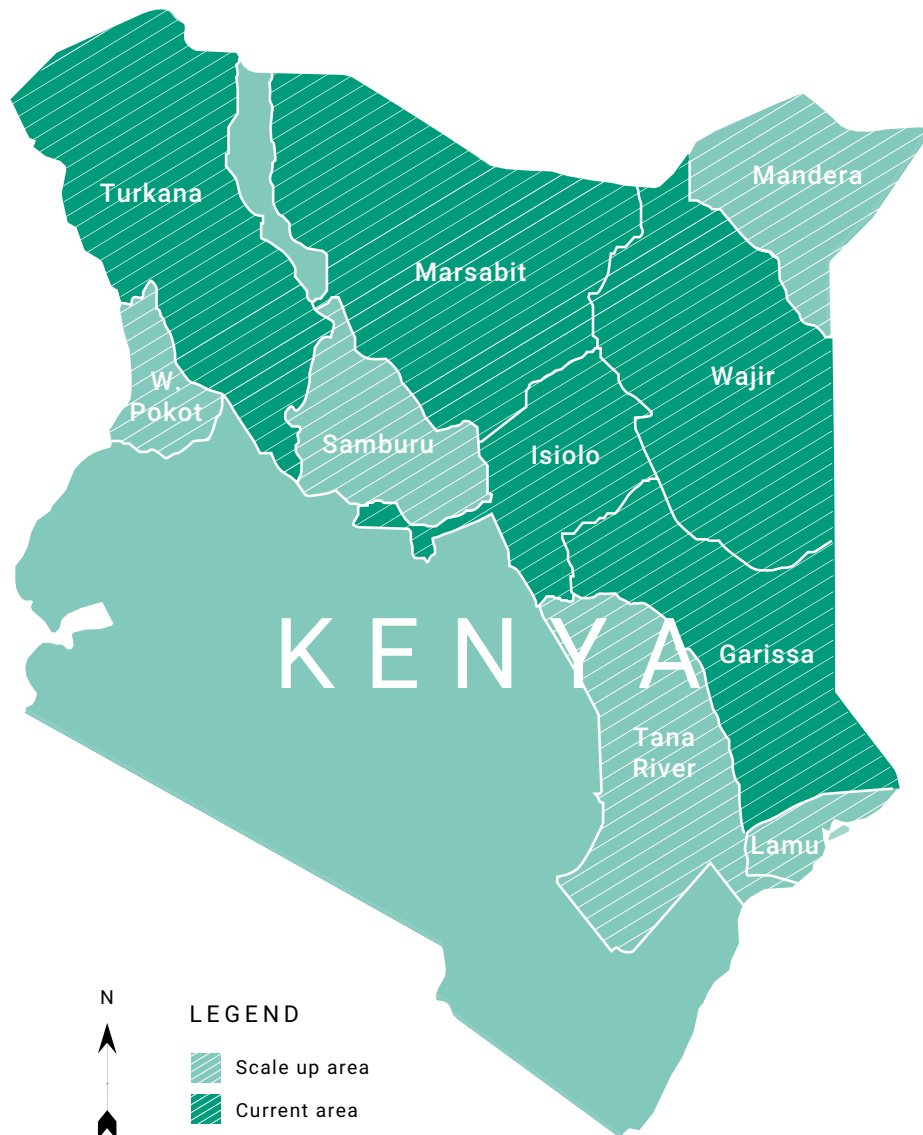 Mandera
Turkana
Marsabit
Wajir
W.
Pokot
Samburu
Isiolo
KENYA
Garissa
Tana
River
Lamu
N
LEGEND
Scale up area
Current area